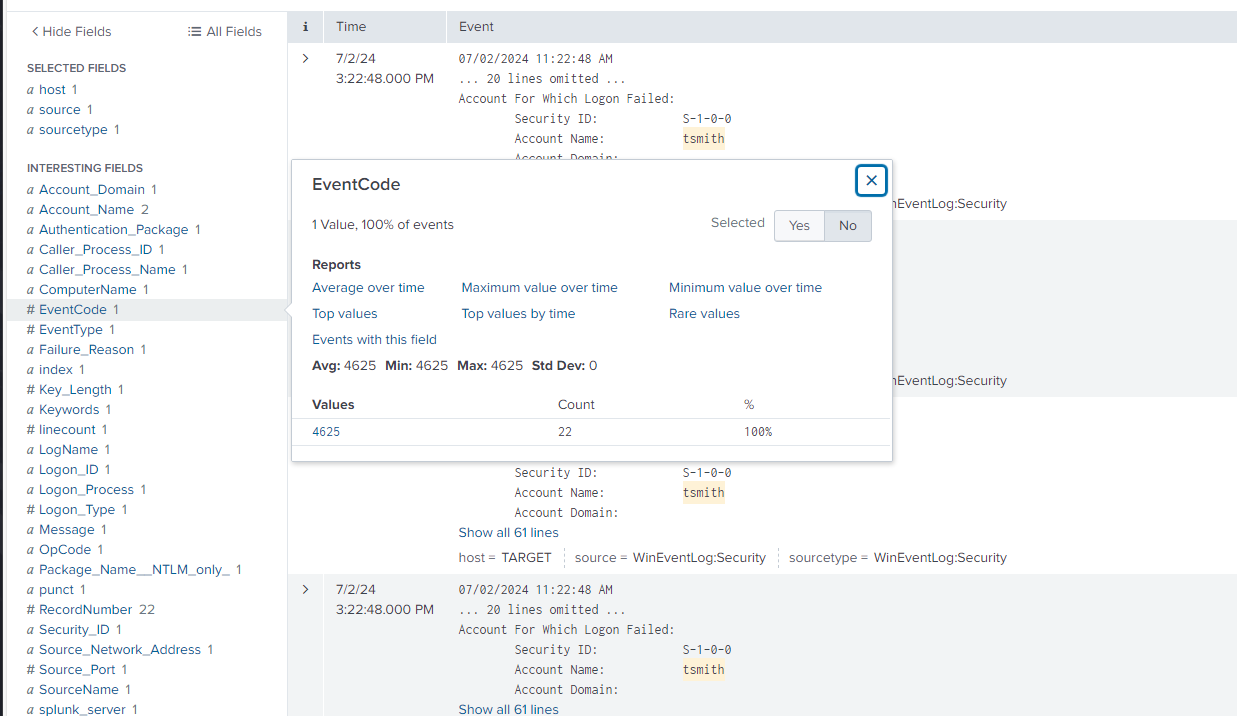 Hide Fields
All Fields
SELECTED FIELDS
a host 1
a source 1
a sourcetype 1
INTERESTING FIELDS
a Account_Domain 1
a Account_Name 2
a Authentication_Package 1
a Caller_Process_ID 1
a Caller_Process_Name 1
a ComputerName 1
# EventCode 1
# EventType 1
a Failure_Reason 1
a index 1
# Key_Length 1
a Keywords 1
# linecount 1
a LogName 1
a Logon_ID 1
a Logon_Process 1
# Logon_Type 1
a Message 1
a OpCode 1
a Package_Name__NTLM_only_ 1
a punct 1
# RecordNumber 22
a Security_ID 1
a Source_Network_Address 1
# Source_Port 1
a SourceName 1
a splunk_server 1
i Time Event
7/2/24 07/02/2024 11:22:48 AM
3:22:48.000 PM ... 20 lines omitted ...
Account For Which Logon Failed:
Security ID: S-1-0-0
Account Name: tsmith
Account Domain:
nEventLog:Security
EventCode
1 Value, 100% of events
Selected Yes No
Reports
Average over time Maximum value over time Minimum value over time
Top values Top values by time Rare values
Events with this field
Avg: 4625 Min: 4625 Max: 4625 Std Dev: 0
Values Count %
4625 22 100%
nEventLog:Security
Security ID: S-1-0-0
Account Name: tsmith
Account Domain:
Show all 61 lines
host = TARGET source = WinEventLog:Security sourcetype = WinEventLog:Security
7/2/24 07/02/2024 11:22:48 AM
3:22:48.000 PM ... 20 lines omitted ...
Account For Which Logon Failed:
Security ID: S-1-0-0
Account Name: tsmith
Account Domain:
Show all 61 lines